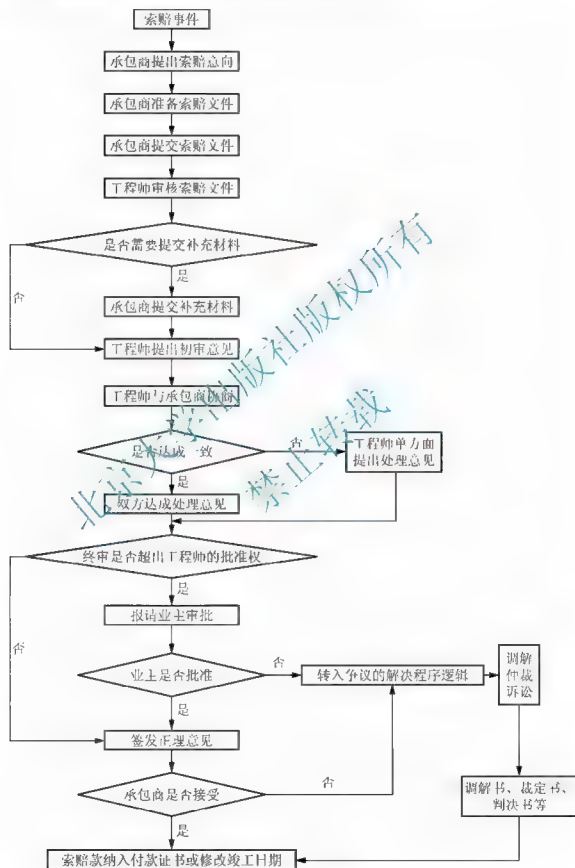 索赔事件
承包商提出索赔意向
承包商准备索赔文件
承包商提交索赔文件
工程师审核索赔文件
是否需要提交补充材料
是
否
承包商提交补充材料
工程师提出初审意见
工程师与承包商协商
是否达成一致
否
工程师单方面
提出处理意见
是
双方达成处理意见
终审是否超出工程师的批准权
是
否
报请业主审批
业主是否批准
否
转入争议的解决程序逻辑
调解
仲裁
诉讼
是
签发正理意见
承包商是否接受
否
调解书、裁定书、
判决书等
是
索赔款纳入付款证书或修改竣工日期
北京大学出版社版权所有
禁止转载